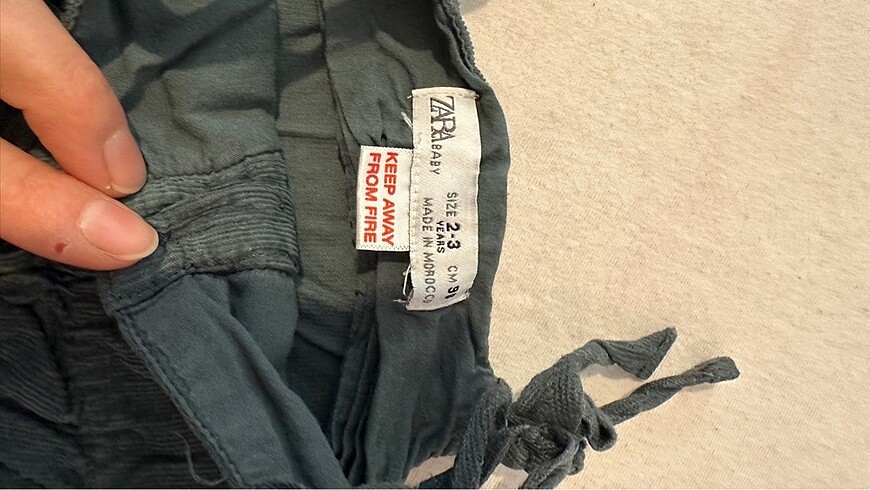 ZARA
BABY
SIZE 2-3
YEARS
CM
MADE IN MOROCCO
KEEP AWAY
FROM FIRE